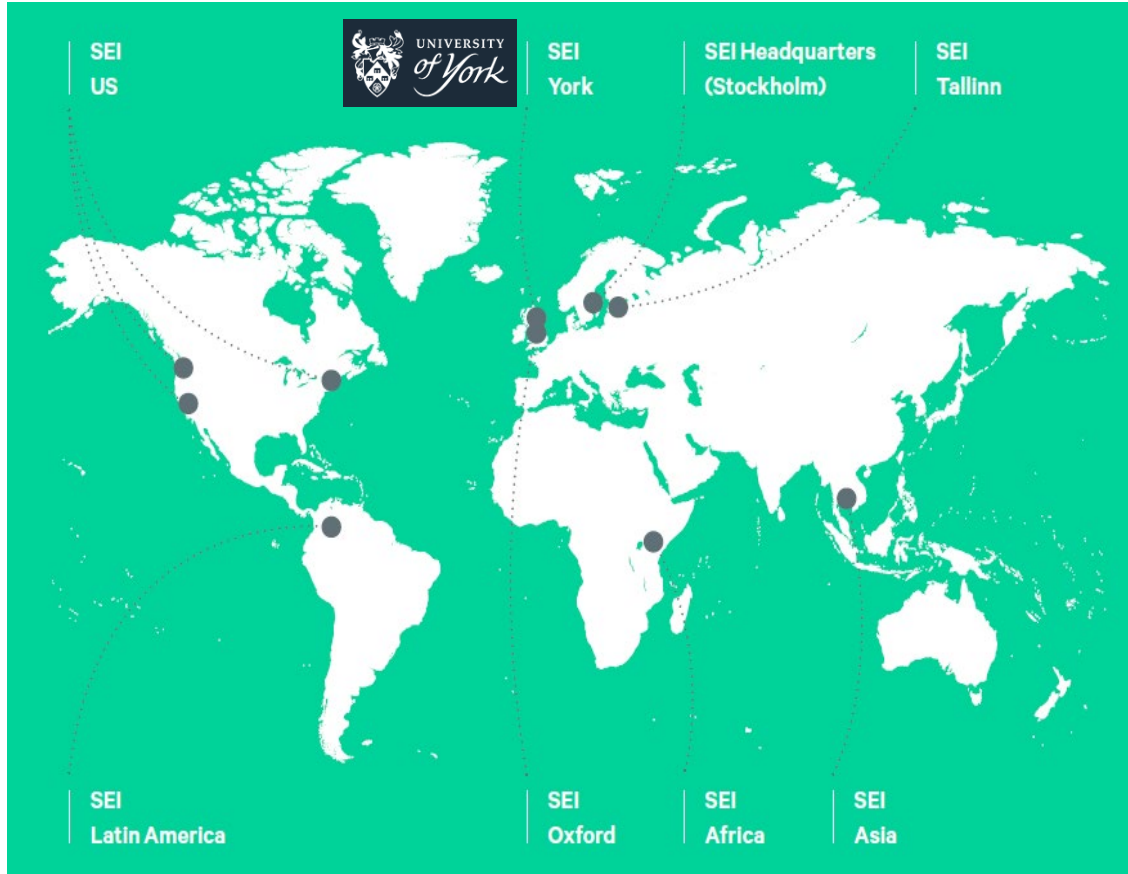 SEI
US
UNIVERSITY
of York
SEI
York
SEI Headquarters
(Stockholm)
SEI
Tallinn
SEI
Latin America
SEI
Oxford
SEI
Africa
SEI
Asia